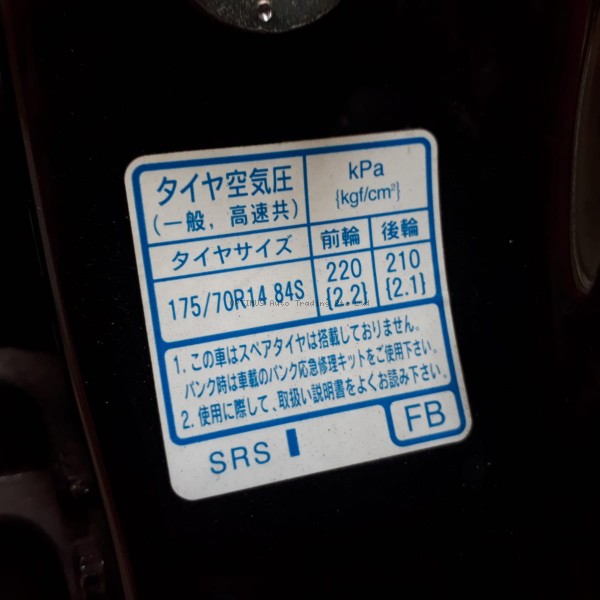 タイヤ空気圧
(一般, 高速共)
kPa
{kgf/cm²}
タイヤサイズ
前輪
後輪
175/70R14 84S
220
{2.2}
210
{2.1}
1. この車はスペアタイヤは搭載しておりません。
パンク時は車載のパンク応急修理キットをご使用下さい。
2. 使用に際して、取扱い説明書をよくお読み下さい。
SRS
FB